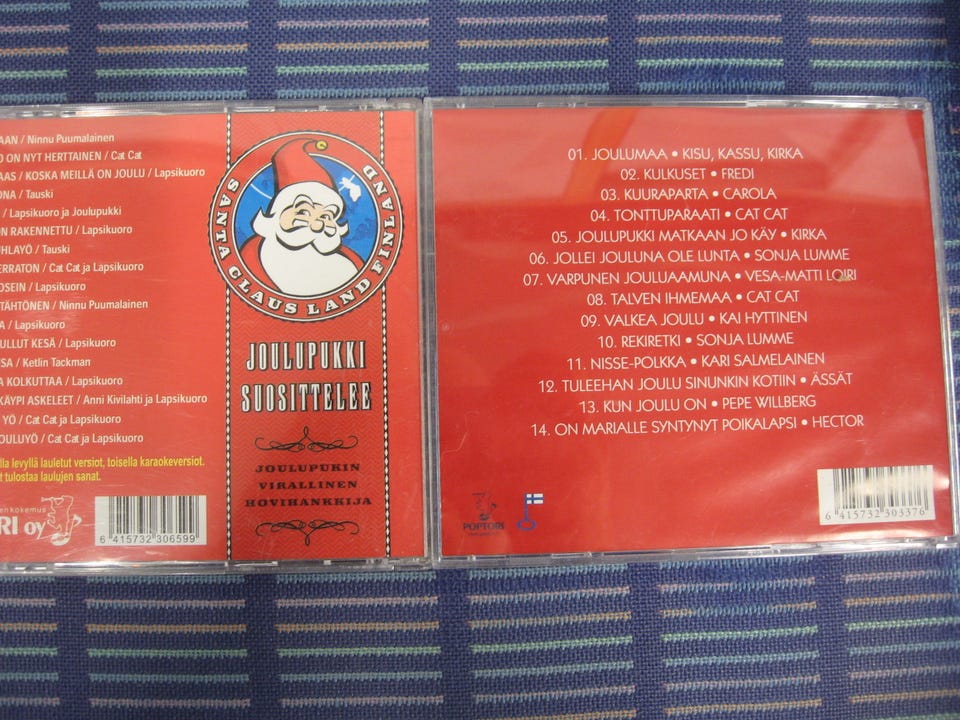 AAN / Ninnu Puumalainen
O ON NYT HERTTAINEN / Cat Cat
AAS / KOSKA MEILLÄ ON JOULU / Lapsikuoro
ONA / Tauski
/ Lapsikuoro ja Joulupukki
ON RAKENNETTU / Lapsikuoro
UHLAYÖ / Tauski
ERRATON / Cat Cat ja Lapsikuoro
OSEIN / Lapsikuoro
TÄHTÖNEN / Ninnu Puumalainen
A / Lapsikuoro
ULLUT KESÄ / Lapsikuoro
USA / Ketlin Tackman
A KOLKUTTAA / Lapsikuoro
KÄYPI ASKELEET / Anni Kivilahti ja Lapsikuoro
YÖ / Cat Cat ja Lapsikuoro
OULUYÖ / Cat Cat ja Lapsikuoro
lla levyllä lauletut versiot, toisella karaokeversiot.
t tulostaa laulujen sanat.
en kokemus
RI oy
6 415732 306599
SANTA CLAUS LAND FINLAND
JOULUPUKKI
SUOSITTELEE
JOULUPUKIN
VIRALLINEN
HOVIHANKKIJA
01. JOULUMAA • KISU, KASSU, KIRKA
02. KULKUSET • FREDI
03. KUURAPARTA • CAROLA
04. TONTTUPARAATI • CAT CAT
05. JOULUPUKKI MATKAAN JO KÄY • KIRKA
06. JOLLEI JOULUNA OLE LUNTA • SONJA LUMME
07. VARPUNEN JOULUAAMUNA • VESA-MATTI LOIRI
08. TALVEN IHMEMAA • CAT CAT
09. VALKEA JOULU • KAI HYTTINEN
10. REKIRETKI • SONJA LUMME
11. NISSE-POLKKA • KARI SALMELAINEN
12. TULEEHAN JOULU SINUNKIN KOTIIN • ÄSSÄT
13. KUN JOULU ON • PEPE WILLBERG
14. ON MARIALLE SYNTYNYT POIKALAPSI • HECTOR
POPTORI
6 415732 303376